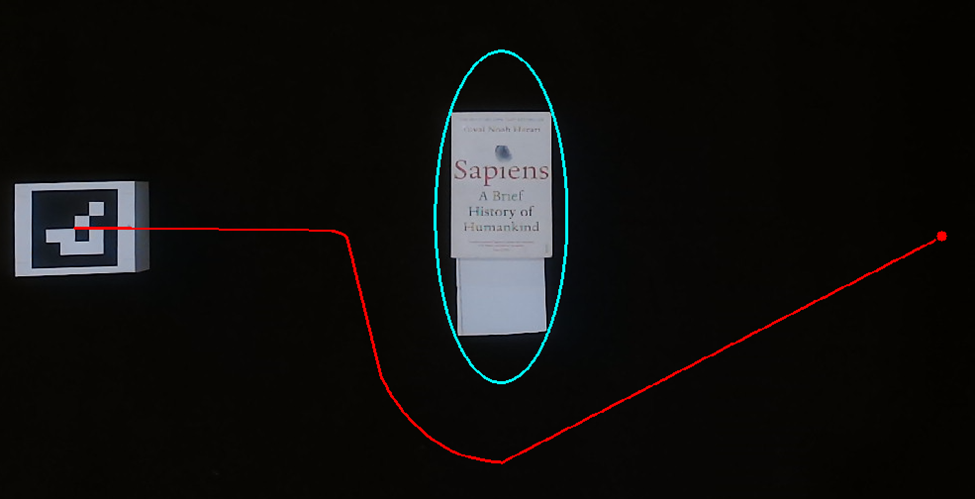 Yuval Noah Harari
Sapiens
A Brief
History of
Humankind